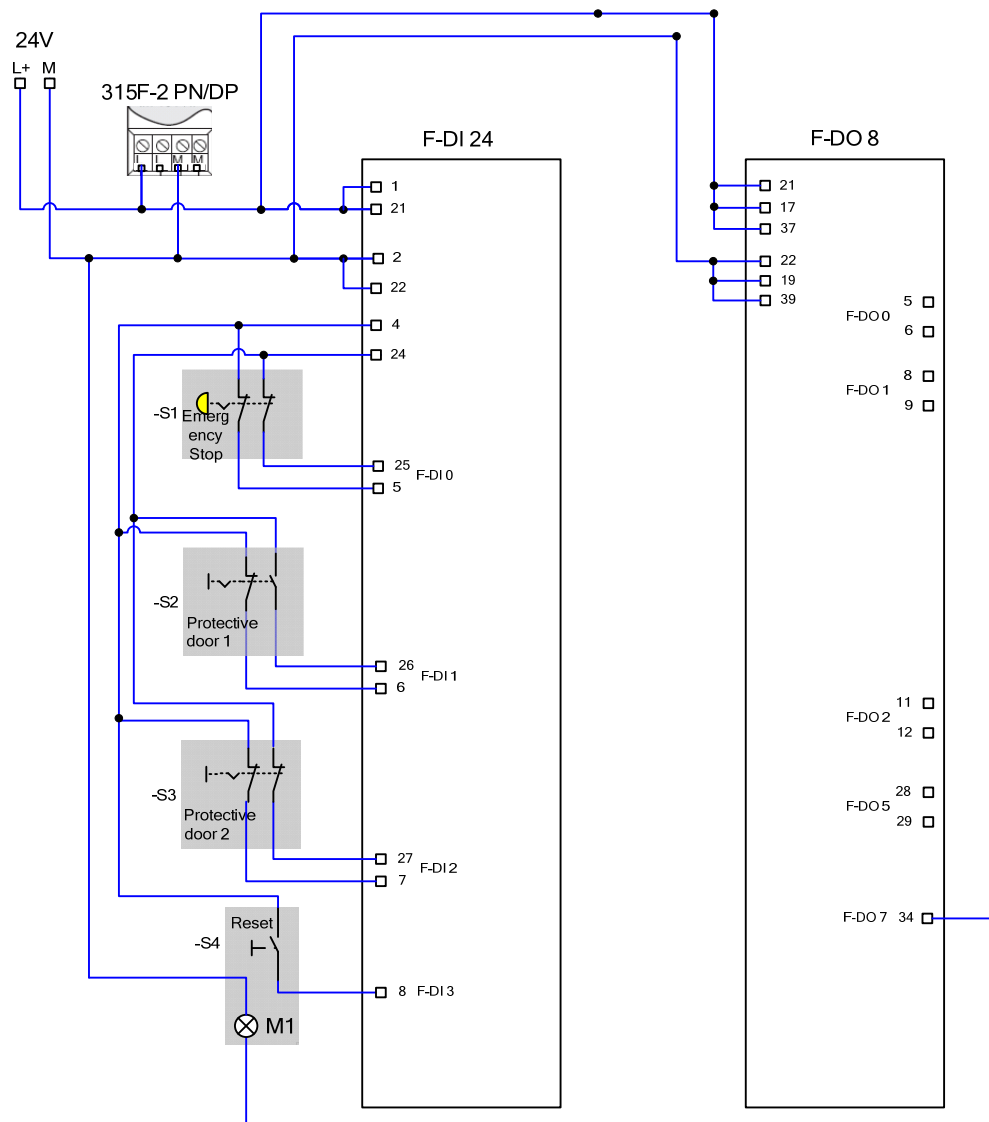 24V
L+ M
315F-2 PN/DP
L L M M
F-DI 24
F-DO 8
1
21
2
22
4
24
-S1
Emerg
ency
Stop
25 F-DI 0
5
-S2
Protective
door 1
26 F-DI 1
6
-S3
Protective
door 2
27 F-DI 2
7
Reset
-S4
8 F-DI 3
M1
21
17
37
22
19
39
5
F-DO 0
6
8
F-DO 1
9
11
F-DO 2
12
28
F-DO 5
29
F-DO 7 34